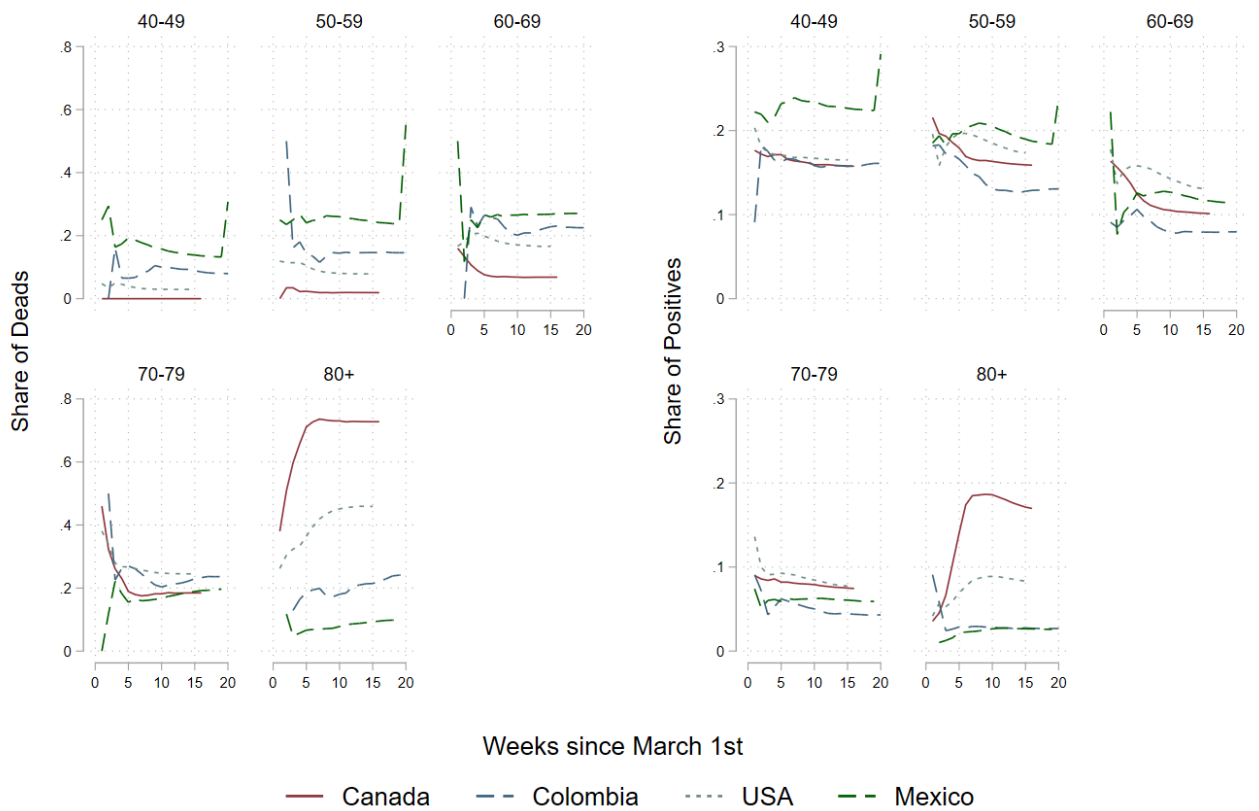 40-49 50-59 60-69
.8
.6
.4
.2
0
0 5 10 15 20
70-79 80+
.8
.6
.4
.2
0
0 5 10 15 20 0 5 10 15 20
Share of Deads
40-49 50-59 60-69
.3
.2
.1
0
0 5 10 15 20
70-79 80+
.3
.2
.1
0
0 5 10 15 20 0 5 10 15 20
Share of Positives
Weeks since March 1st
Canada Colombia USA Mexico